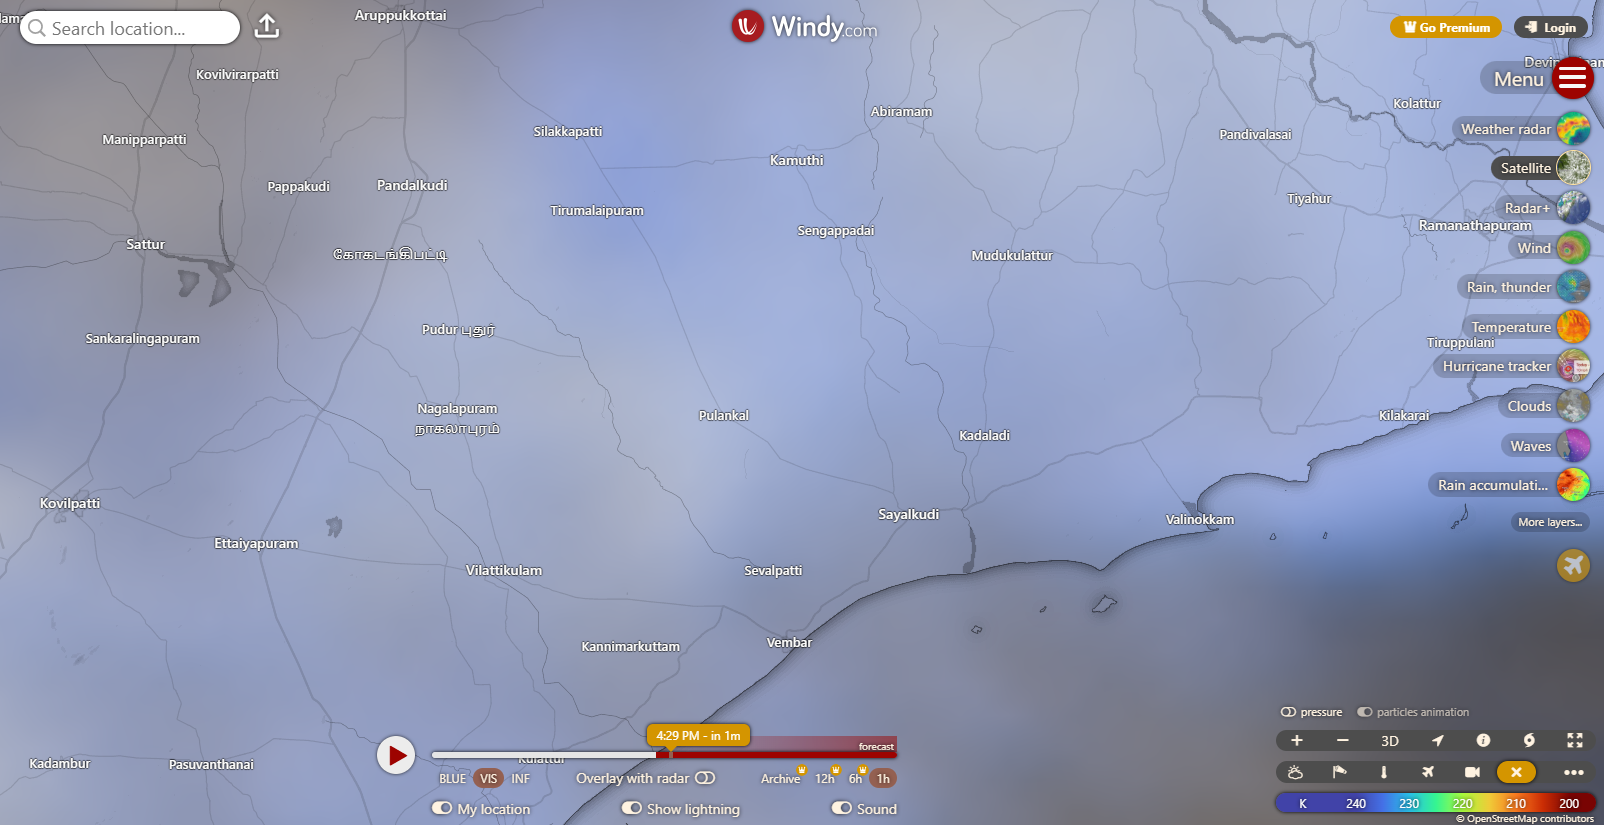 Aruppukkottai
Search location...
Windy.com
Go Premium
Login
Menu
Kovilvirarpatti
Kolattur
Abiramam
Silakkapatti
Weather radar
Pandivalasai
Manipparpatti
Kamuthi
Satellite
Pappakudi
Pandalkudi
Tiyahur
Tirumalaipuram
Radar+
Ramanathapuram
Sengappadai
Sattur
Wind
கோகடங்கிபட்டி
Mudukulattur
Rain, thunder
Temperature
Pudur புதுர்
Sankaralingapuram
Tiruppulani
Hurricane tracker
Clouds
Nagalapuram
நாகலாபுரம்
Pulankal
Kilakarai
Kadaladi
Waves
Rain accumulati...
Kovilpatti
Sayalkudi
Valinokkam
More layers...
Ettaiyapuram
Vilattikulam
Sevalpatti
Kannimarkuttam
Vembar
pressure
particles animation
4:29 PM - in 1m
forecast
3D
Kulattur
Kadambur
Pasuvanthanai
BLUE VIS INF
Overlay with radar
Archive 12h 6h 1h
My location
Show lightning
Sound
K 240 230 220 210 200
© OpenStreetMap contributors